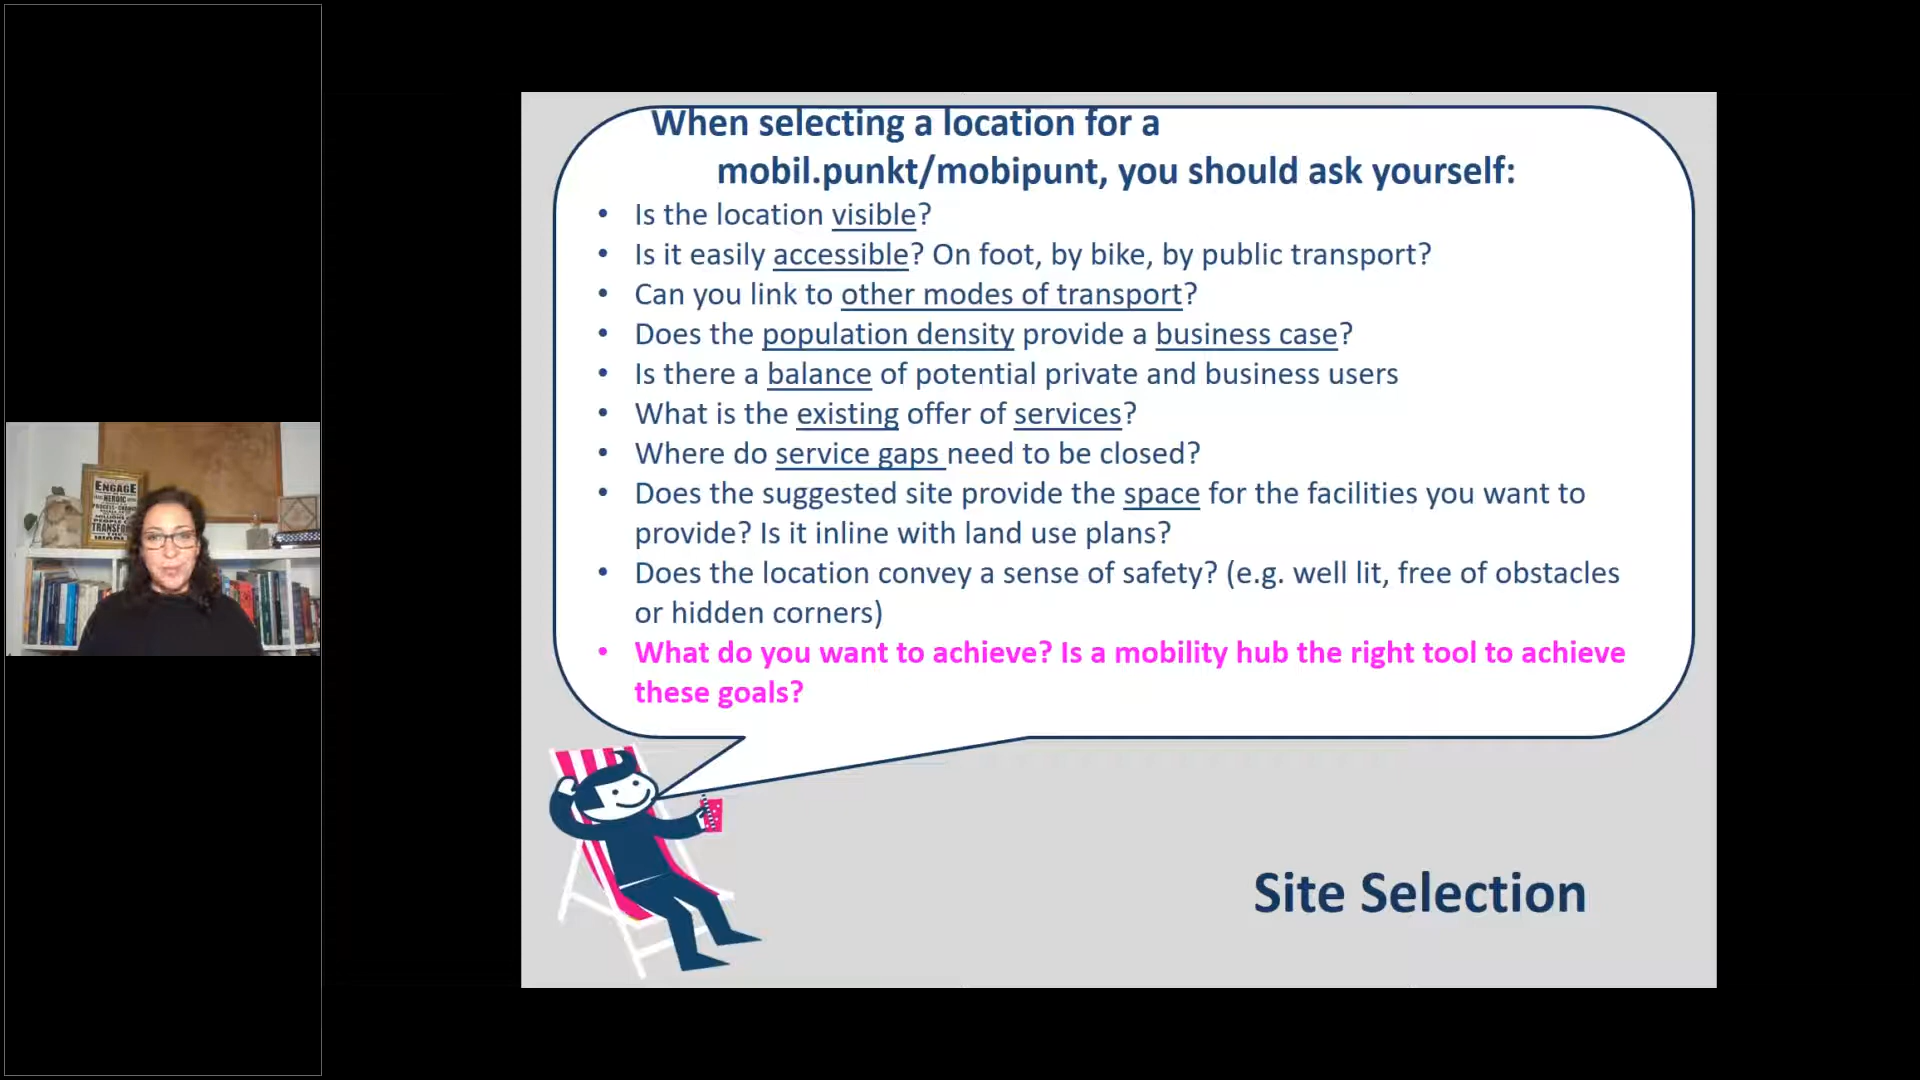 When selecting a location for a
mobil.punkt/mobipunt, you should ask yourself:
• Is the location visible?
• Is it easily accessible? On foot, by bike, by public transport?
• Can you link to other modes of transport?
• Does the population density provide a business case?
• Is there a balance of potential private and business users
• What is the existing offer of services?
• Where do service gaps need to be closed?
• Does the suggested site provide the space for the facilities you want to
provide? Is it inline with land use plans?
• Does the location convey a sense of safety? (e.g. well lit, free of obstacles
or hidden corners)
• What do you want to achieve? Is a mobility hub the right tool to achieve
these goals?
Site Selection
ENGAGE
HEROIC